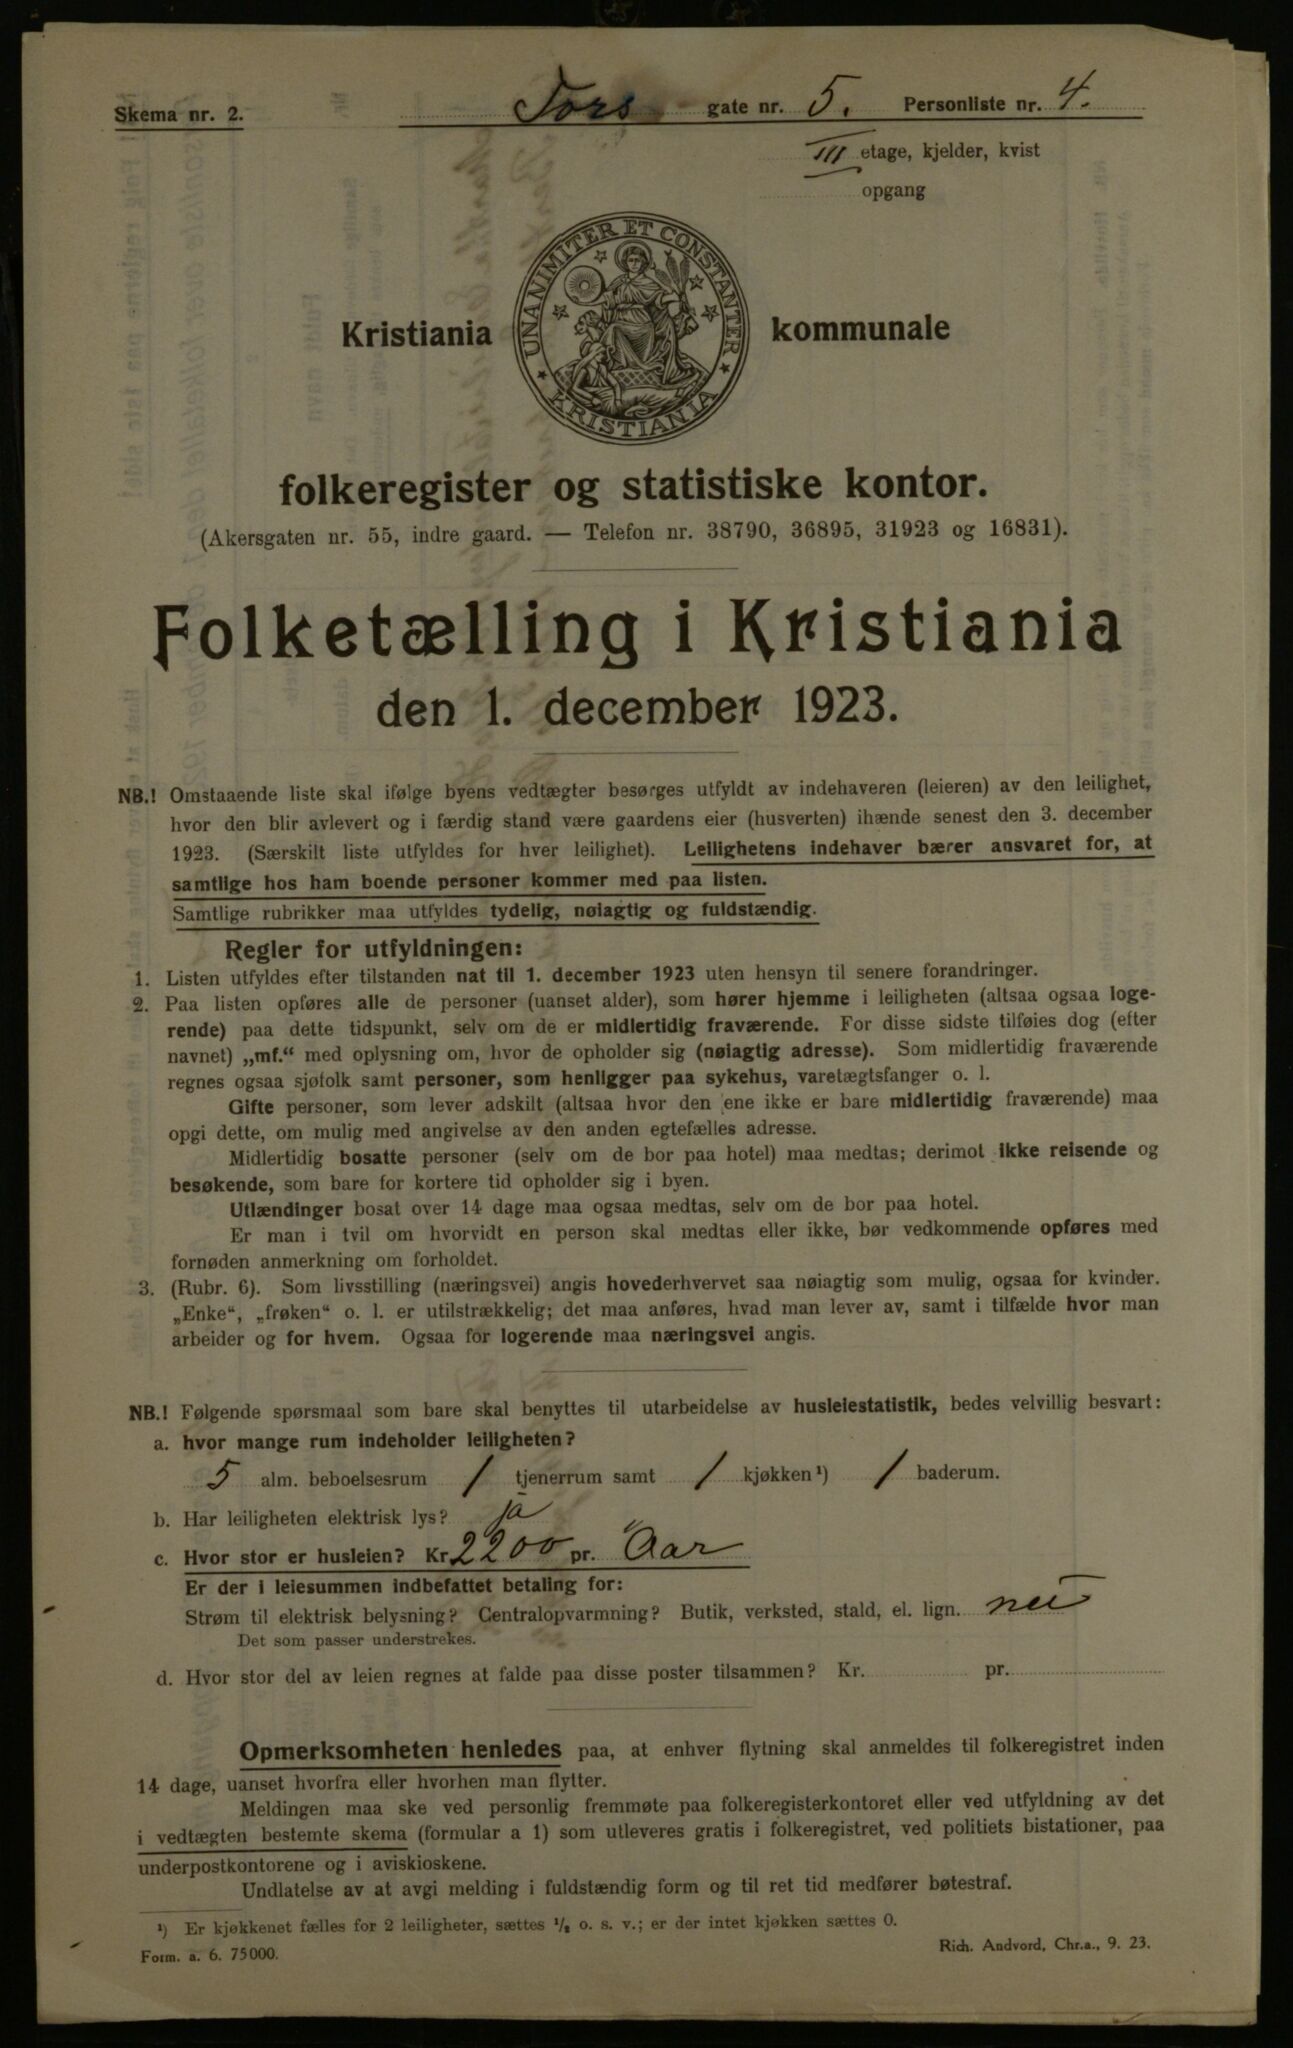 Skema nr. 2.
Tors gate nr. 5. Personliste nr. 4.
III etage, kjelder, kvist
opgang
UNANIMITER ET CONSTANTER
KRISTIANIA
Kristiania kommunale
folkeregister og statistiske kontor.
(Akersgaten nr. 55, indre gaard. — Telefon nr. 38790, 36895, 31923 og 16831).
Folketælling i Kristiania
den 1. december 1923.
NB.! Omstaaende liste skal ifølge byens vedtægter besørges utfyldt av indehaveren (leieren) av den leilighet,
hvor den blir avlevert og i færdig stand være gaardens eier (husverten) ihænde senest den 3. december
1923. (Særskilt liste utfyldes for hver leilighet). Leilighetens indehaver bærer ansvaret for, at
samtlige hos ham boende personer kommer med paa listen.
Samtlige rubrikker maa utfyldes tydelig, nøiagtig og fuldstændig.
Regler for utfyldningen:
1. Listen utfyldes efter tilstanden nat til 1. december 1923 uten hensyn til senere forandringer.
2. Paa listen opføres alle de personer (uanset alder), som hører hjemme i leiligheten (altsaa ogsaa loge-
rende) paa dette tidspunkt, selv om de er midlertidig fraværende. For disse sidste tilføies dog (efter
navnet) „mf.“ med oplysning om, hvor de opholder sig (nøiagtig adresse). Som midlertidig fraværende
regnes ogsaa sjøfolk samt personer, som henligger paa sykehus, varetægtsfanger o. l.
Gifte personer, som lever adskilt (altsaa hvor den ene ikke er bare midlertidig fraværende) maa
opgi dette, om mulig med angivelse av den anden egtefælles adresse.
Midlertidig bosatte personer (selv om de bor paa hotel) maa medtas; derimot ikke reisende og
besøkende, som bare for kortere tid opholder sig i byen.
Utlændinger bosat over 14 dage maa ogsaa medtas, selv om de bor paa hotel.
Er man i tvil om hvorvidt en person skal medtas eller ikke, bør vedkommende opføres med
fornøden anmerkning om forholdet.
3. (Rubr. 6). Som livsstilling (næringsvei) angis hovederhvervet saa nøiagtig som mulig, ogsaa for kvinder.
„Enke“, „frøken“ o. l. er utilstrækkelig; det maa anføres, hvad man lever av, samt i tilfælde hvor man
arbeider og for hvem. Ogsaa for logerende maa næringsvei angis.
NB.! Følgende spørsmaal som bare skal benyttes til utarbeidelse av husleiestatistik, bedes velvillig besvart:
a. hvor mange rum indeholder leiligheten?
5 alm. beboelsesrum 1 tjenerrum samt 1 kjøkken ¹) 1 baderum.
b. Har leiligheten elektrisk lys? ja
c. Hvor stor er husleien? Kr 2200 pr. Aar
Er der i leiesummen indbefattet betaling for:
Strøm til elektrisk belysning? Centralopvarmning? Butik, verksted, stald, el. lign. nei
Det som passer understrekes.
d. Hvor stor del av leien regnes at falde paa disse poster tilsammen? Kr. pr.
Opmerksomheten henledes paa, at enhver flytning skal anmeldes til folkeregistret inden
14 dage, uanset hvorfra eller hvorhen man flytter.
Meldingen maa ske ved personlig fremmøte paa folkeregisterkontoret eller ved utfyldning av det
i vedtægten bestemte skema (formular a 1) som utleveres gratis i folkeregistret, ved politiets bistationer, paa
underpostkontorene og i aviskioskene.
Undlatelse av at avgi melding i fuldstændig form og til ret tid medfører bøtestraf.
¹) Er kjøkkenet fælles for 2 leiligheter, sættes ½ o. s. v.; er der intet kjøkken sættes 0.
Form. a. 6. 75000.
Rich. Andvord, Chr.a., 9. 23.